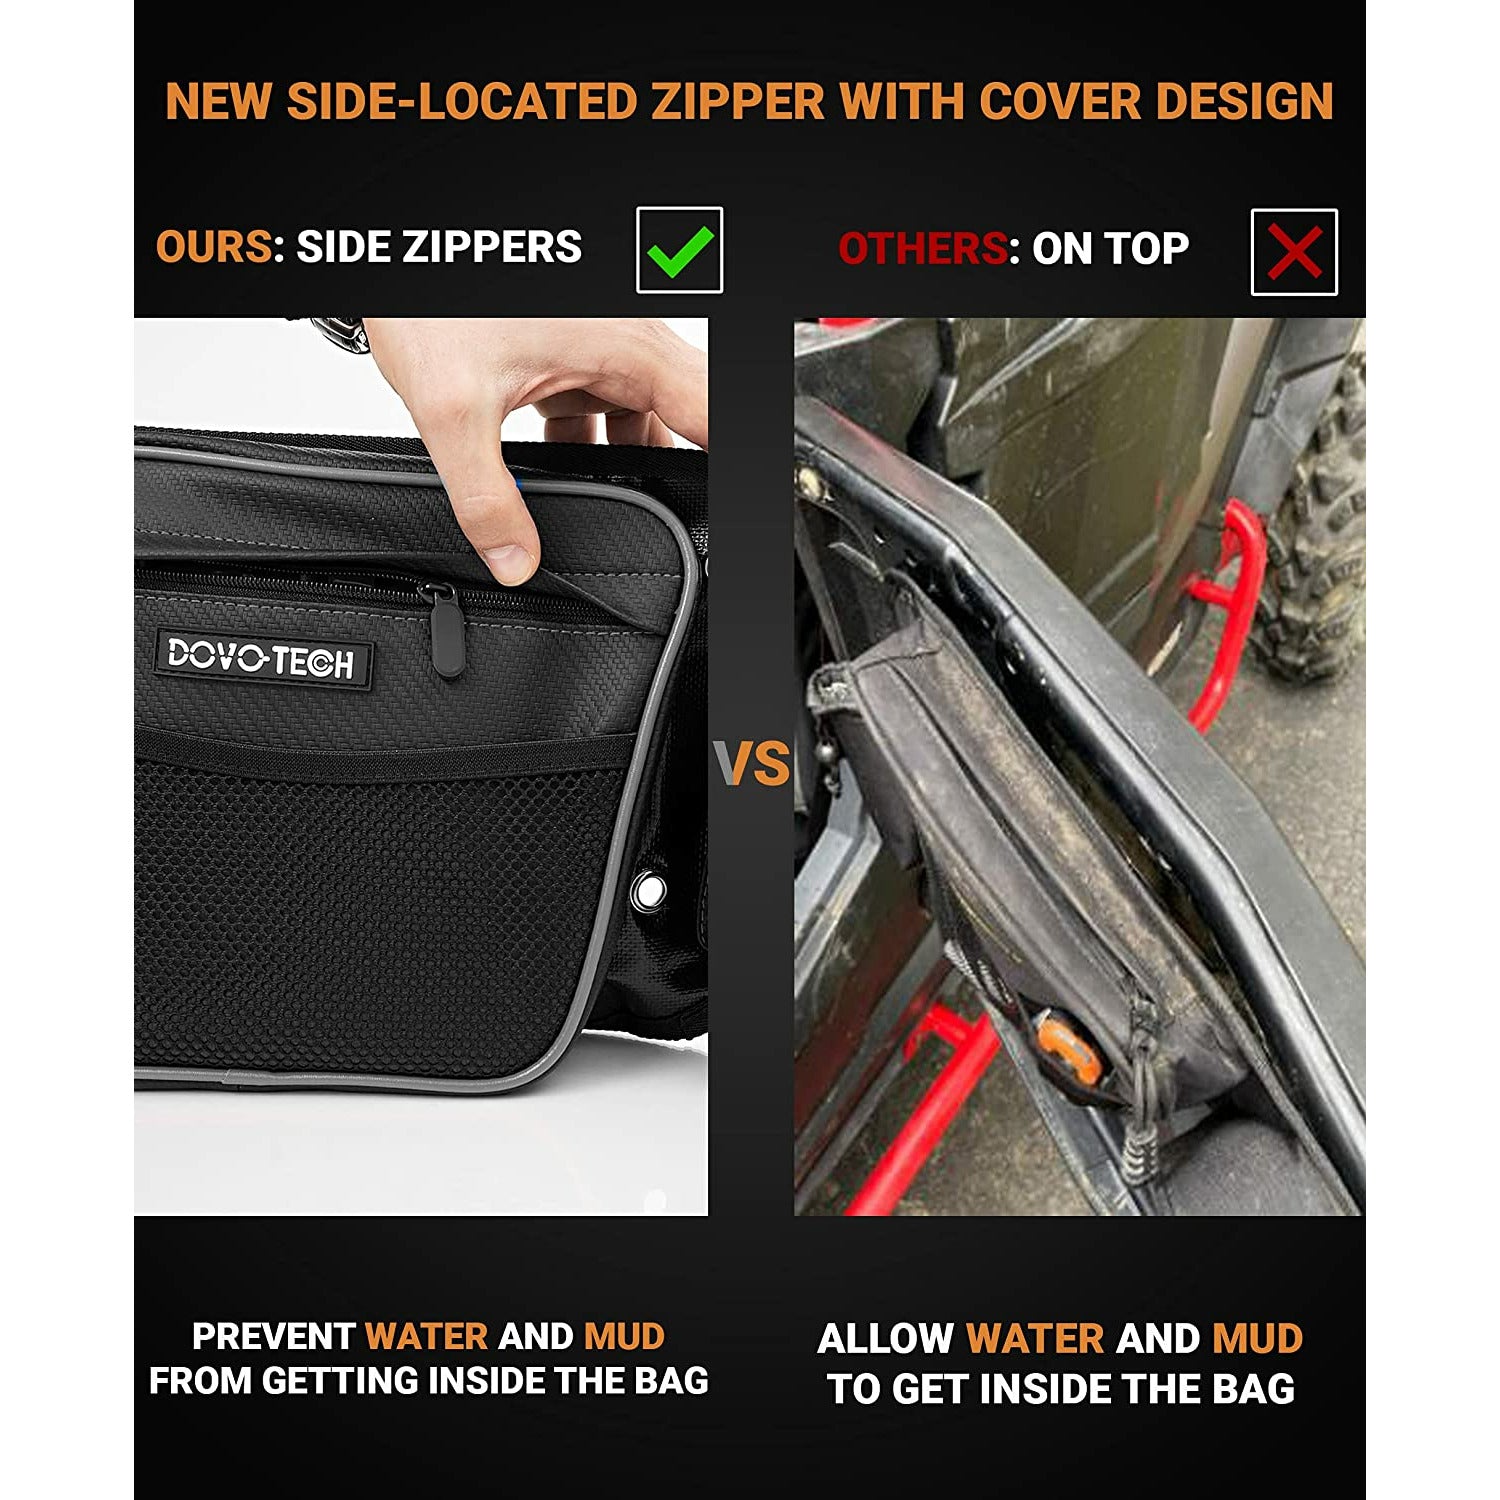 NEW SIDE-LOCATED ZIPPER WITH COVER DESIGN
OURS: SIDE ZIPPERS
OTHERS: ON TOP
DOVO-TECH
VS
PREVENT WATER AND MUD
FROM GETTING INSIDE THE BAG
ALLOW WATER AND MUD
TO GET INSIDE THE BAG